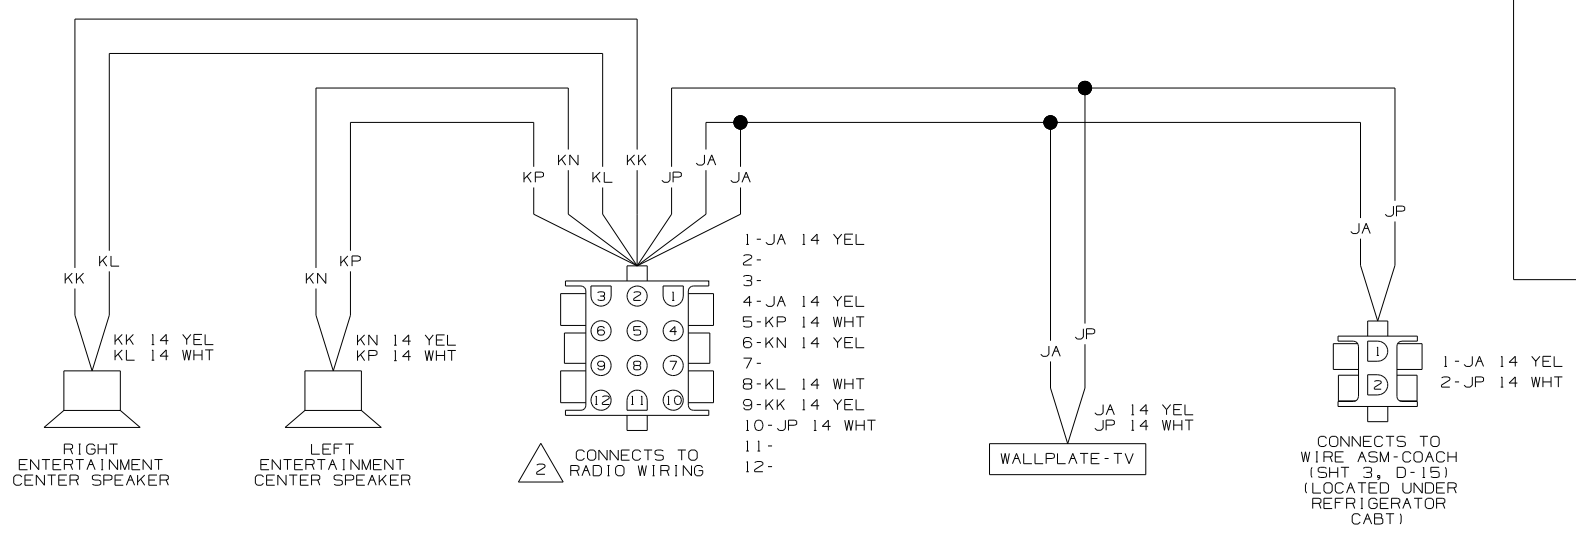 KN
KK
KP
KL
JP
JA
JA
KL
KP
KK
KN
JP
JA
1-JA 14 YEL
2-
3-
4-JA 14 YEL
5-KP 14 WHT
6-KN 14 YEL
7-
8-KL 14 WHT
9-KK 14 YEL
10-JP 14 WHT
11-
12-
3 2 1
6 5 4
9 8 7
12 11 10
KK 14 YEL
KL 14 WHT
KN 14 YEL
KP 14 WHT
JP
JA
JA 14 YEL
JP 14 WHT
1
2
1-JA 14 YEL
2-JP 14 WHT
RIGHT
ENTERTAINMENT
CENTER SPEAKER
LEFT
ENTERTAINMENT
CENTER SPEAKER
2
CONNECTS TO
RADIO WIRING
WALLPLATE-TV
CONNECTS TO
WIRE ASM-COACH
(SHT 3, D-15)
(LOCATED UNDER
REFRIGERATOR
CABT)